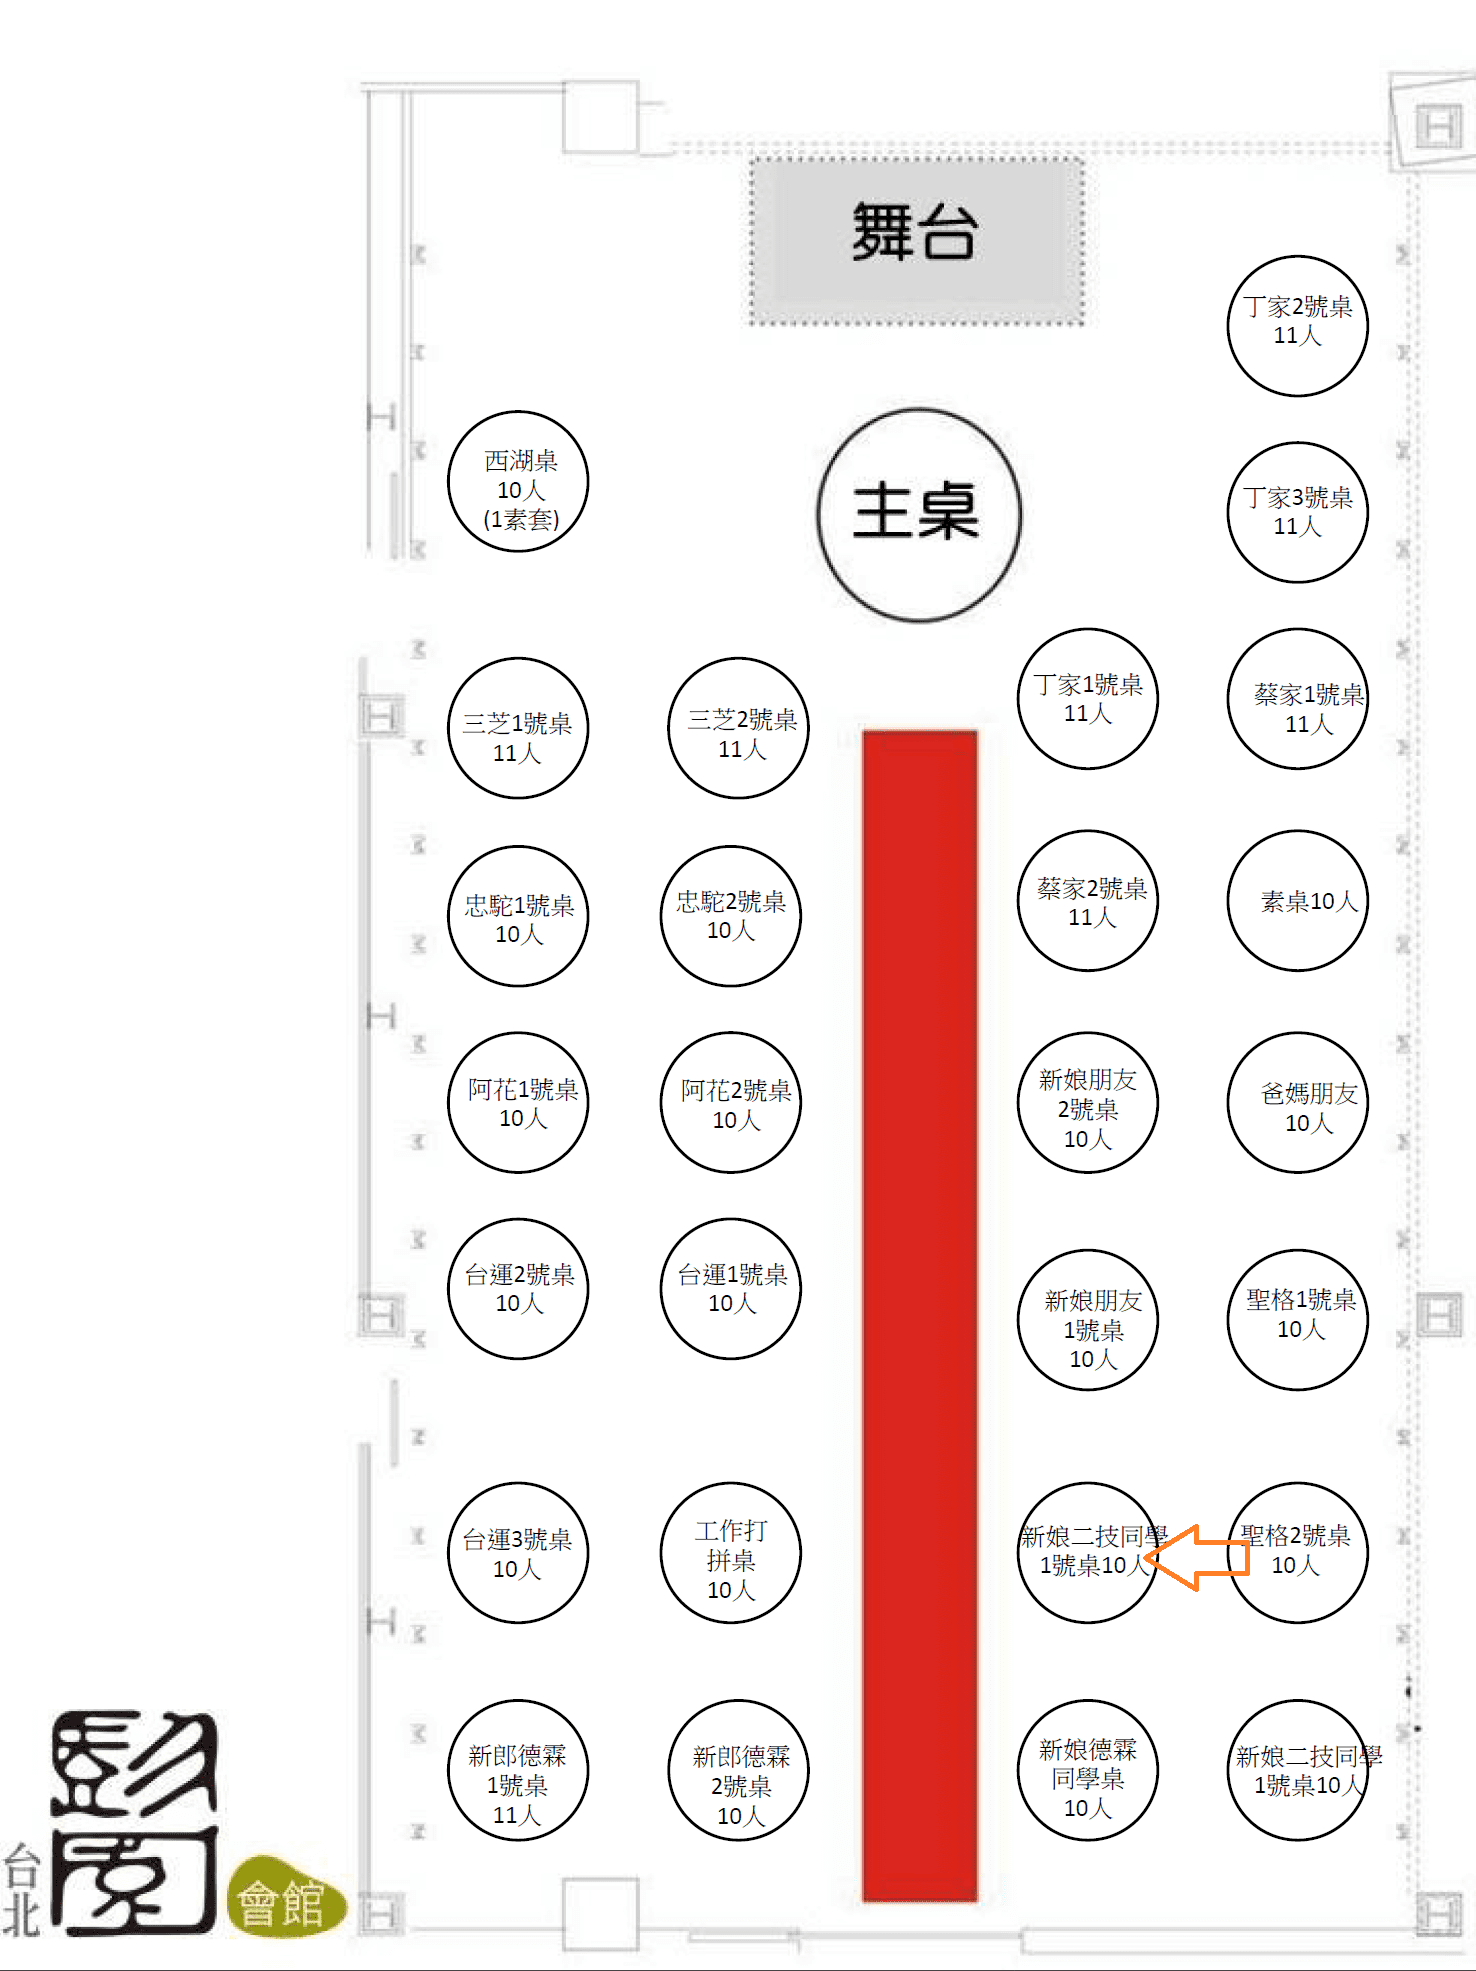 舞台
丁家2號桌
11人
西湖桌
10人
(1素套)
主桌
丁家3號桌
11人
三芝1號桌
11人
三芝2號桌
11人
丁家1號桌
11人
蔡家1號桌
11人
忠駝1號桌
10人
忠駝2號桌
10人
蔡家2號桌
11人
素桌10人
阿花1號桌
10人
阿花2號桌
10人
新娘朋友
2號桌
10人
爸媽朋友
10人
台運2號桌
10人
台運1號桌
10人
新娘朋友
1號桌
10人
聖格1號桌
10人
台運3號桌
10人
工作打
拼桌
10人
新娘二技同學
1號桌10人
聖格2號桌
10人
新郎德霖
1號桌
11人
新郎德霖
2號桌
10人
新娘德霖
同學桌
10人
新娘二技同學
1號桌10人
彭園
台北
會館